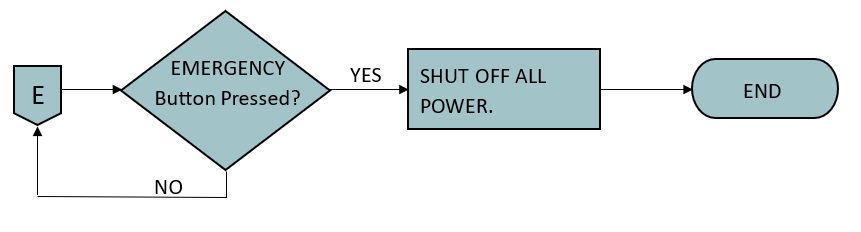 E
EMERGENCY
Button Pressed?
YES
SHUT OFF ALL
POWER.
END
NO